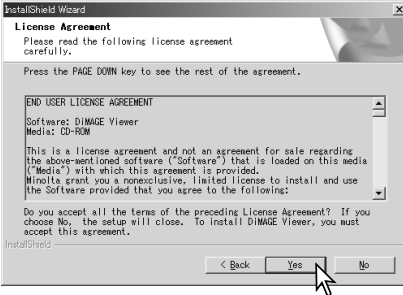 InstallShield Wizard
License Agreement
Please read the following license agreement
carefully.
Press the PAGE DOWN key to see the rest of the agreement.
END USER LICENSE AGREEMENT
Software: DiMAGE Viewer
Media: CD-ROM
This is a license agreement and not an agreement for sale regarding
the above-mentioned software ("Software") that is loaded on this media
("Media") with which this agreement is provided.
Minolta grant you a nonexclusive, limited license to install and use
the Software provided that you agree to the following:
Do you accept all the terms of the preceding License Agreement? If you
choose No, the setup will close. To install DiMAGE Viewer, you must
accept this agreement.
InstallShield
< Back Yes No